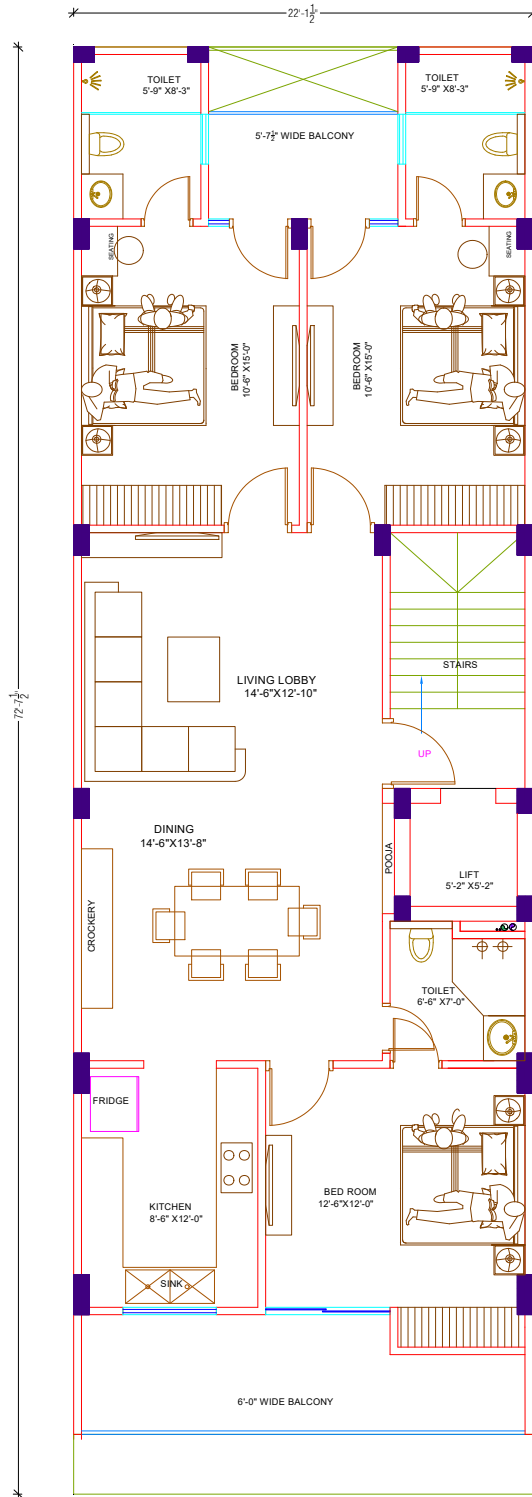 22'-1½"
TOILET
5'-9" X8'-3"
TOILET
5'-9" X8'-3"
5'-7½" WIDE BALCONY
SEATING
SEATING
BEDROOM
10'-6" X15'-0"
BEDROOM
10'-6" X15'-0"
72'-7½"
STAIRS
LIVING LOBBY
14'-6"X12'-10"
UP
DINING
14'-6"X13'-8"
POOJA
LIFT
5'-2" X5'-2"
CROCKERY
TOILET
6'-6" X7'-0"
FRIDGE
KITCHEN
8'-6" X12'-0"
BED ROOM
12'-6"X12'-0"
SINK
6'-0" WIDE BALCONY